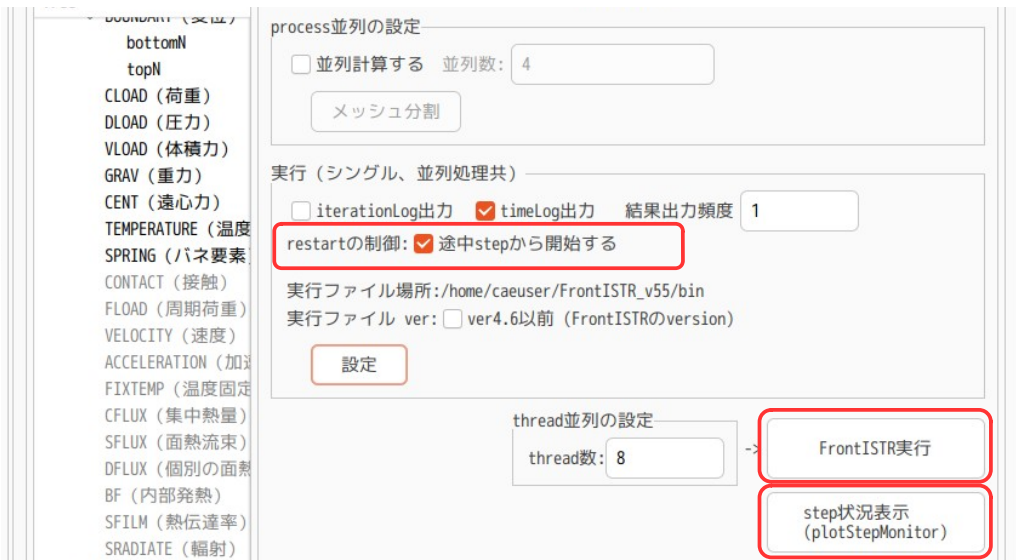 BOUNDARY (変位)
bottomN
topN
CLOAD (荷重)
DLOAD (圧力)
VLOAD (体積力)
GRAV (重力)
CENT (遠心力)
TEMPERATURE (温度
SPRING (バネ要素
CONTACT (接触)
FLOAD (周期荷重)
VELOCITY (速度)
ACCELERATION (加速
FIXTEMP (温度固定
CFLUX (集中熱量)
SFLUX (面熱流束)
DFLUX (個別の面熱
BF (内部発熱)
SFILM (熱伝達率)
SRADIATE (輻射)
process並列の設定
並列計算する 並列数: 4
メッシュ分割
実行(シングル、並列処理共)
iterationLog出力 timeLog出力 結果出力頻度 1
restartの制御: 途中stepから開始する
実行ファイル場所:/home/caeuser/FrontISTR_v55/bin
実行ファイル ver: ver4.6以前 (FrontISTRのversion)
設定
thread並列の設定
thread数: 8
->
FrontISTR実行
step状況表示
(plotStepMonitor)